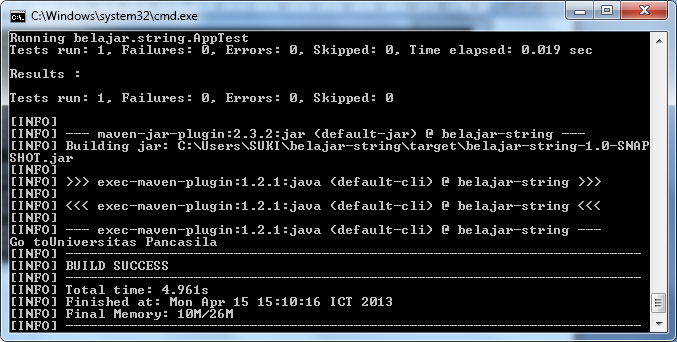 C:\Windows\system32\cmd.exe
Running belajar.string.AppTest
Tests run: 1, Failures: 0, Errors: 0, Skipped: 0, Time elapsed: 0.019 sec
Results :
Tests run: 1, Failures: 0, Errors: 0, Skipped: 0
[INFO]
[INFO] --- maven-jar-plugin:2.3.2:jar (default-jar) @ belajar-string ---
[INFO] Building jar: C:\Users\SUKI\belajar-string\target\belajar-string-1.0-SNAP
SHOT.jar
[INFO]
[INFO] >>> exec-maven-plugin:1.2.1:java (default-cli) @ belajar-string >>>
[INFO]
[INFO] <<< exec-maven-plugin:1.2.1:java (default-cli) @ belajar-string <<<
[INFO]
[INFO] --- exec-maven-plugin:1.2.1:java (default-cli) @ belajar-string ---
Go toUniversitas Pancasila
[INFO] ------------------------------------------------------------------------
[INFO] BUILD SUCCESS
[INFO] ------------------------------------------------------------------------
[INFO] Total time: 4.961s
[INFO] Finished at: Mon Apr 15 15:10:16 ICT 2013
[INFO] Final Memory: 10M/26M
[INFO] ------------------------------------------------------------------------